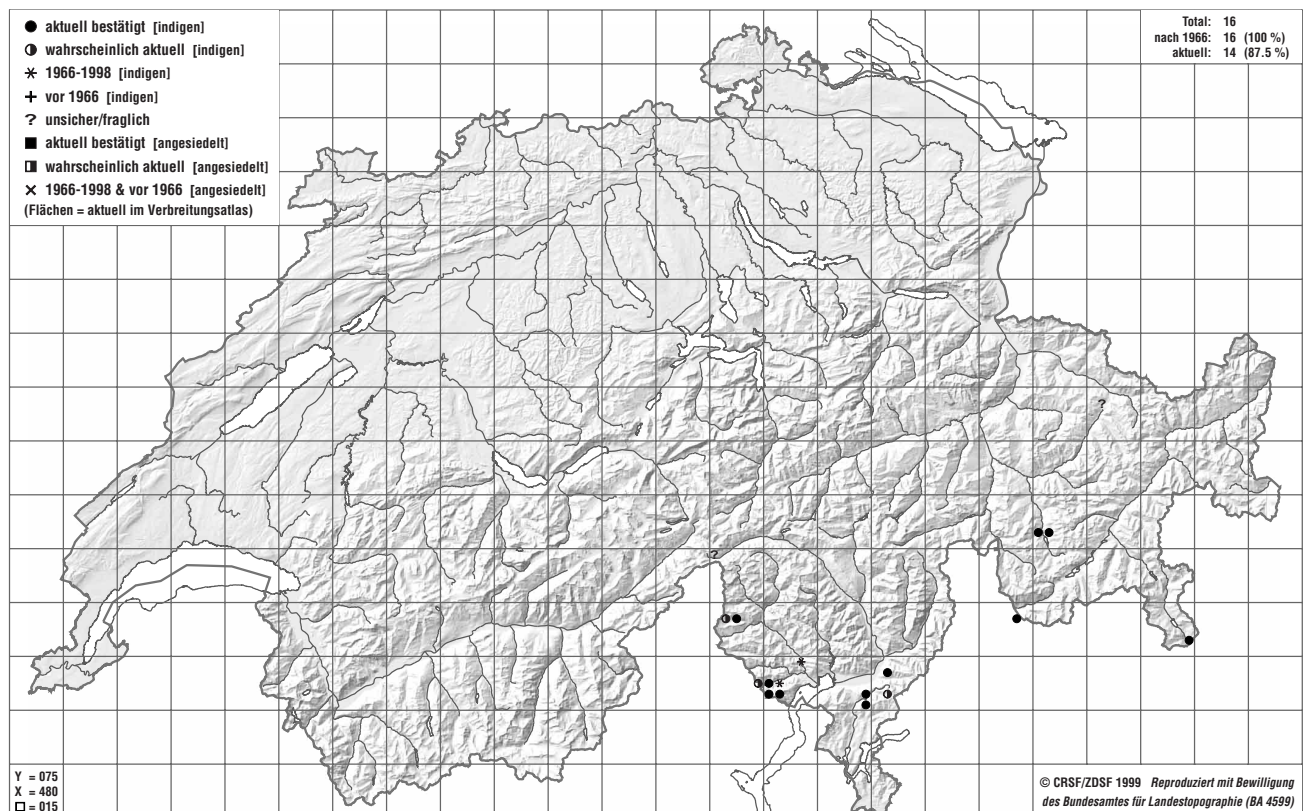 ● aktuell bestätigt [indigen]
◑ wahrscheinlich aktuell [indigen]
* 1966-1998 [indigen]
+ vor 1966 [indigen]
? unsicher/fraglich
■ aktuell bestätigt [angesiedelt]
◨ wahrscheinlich aktuell [angesiedelt]
× 1966-1998 & vor 1966 [angesiedelt]
(Flächen = aktuell im Verbreitungsatlas)
Total: 16
nach 1966: 16 (100 %)
aktuell: 14 (87.5 %)
?
?
Y = 075
X = 480
□ = 015
© CRSF/ZDSF 1999 Reproduziert mit Bewilligung
des Bundesamtes für Landestopographie (BA 4599)